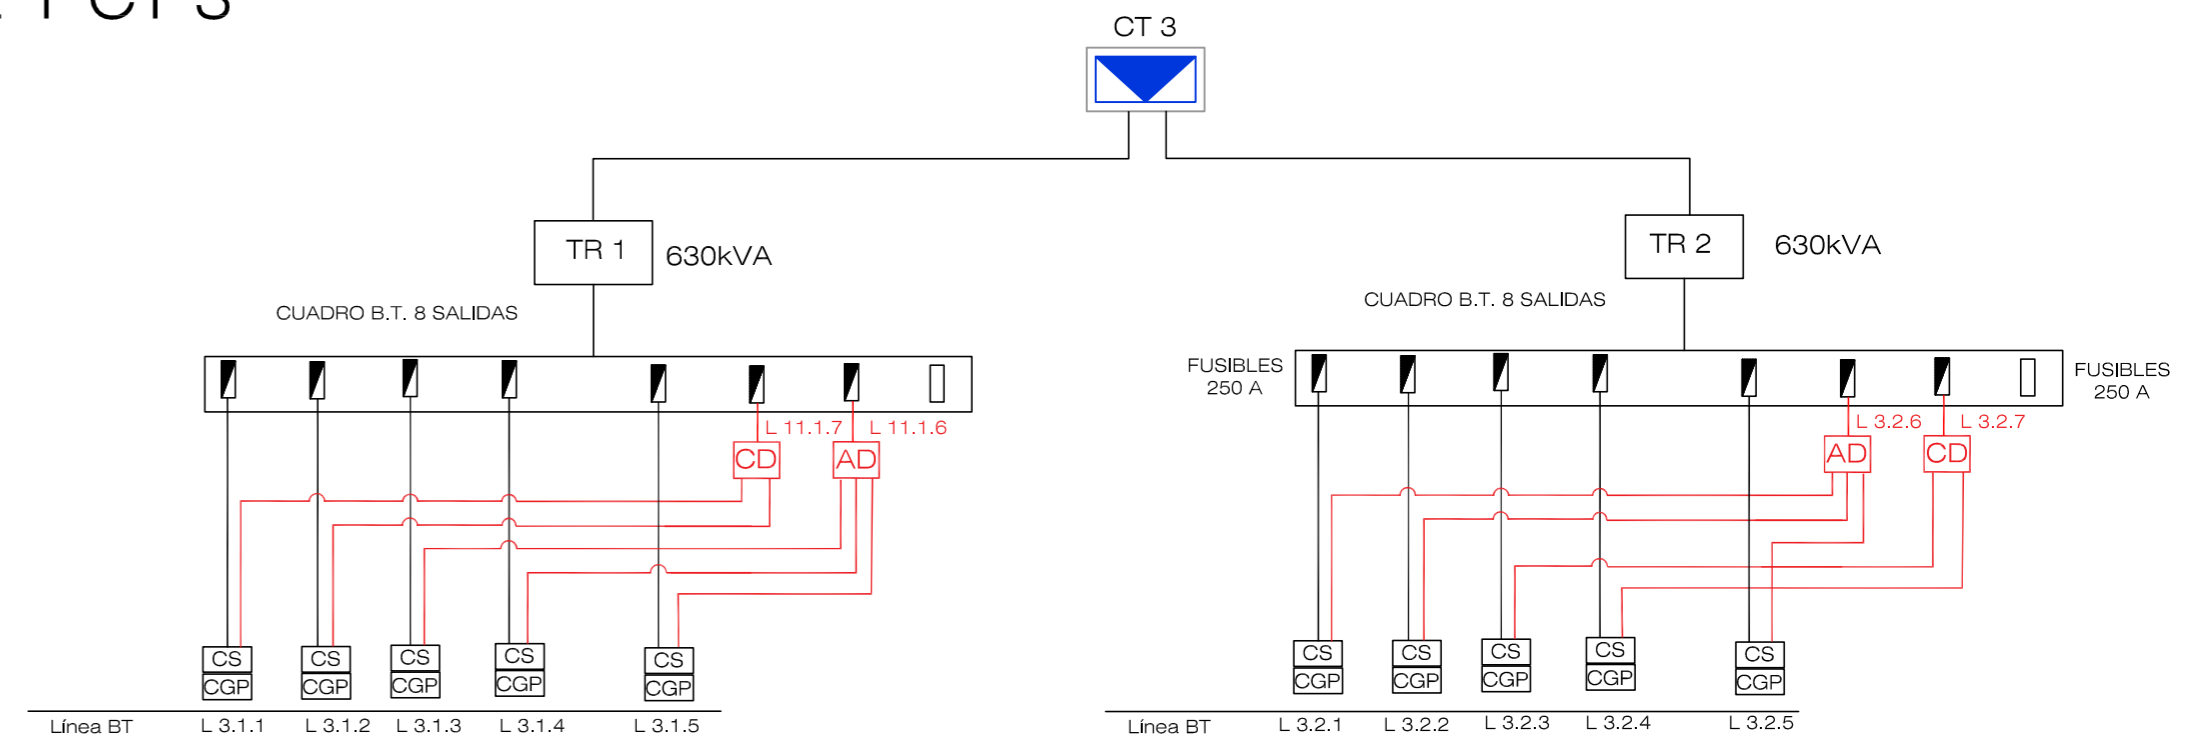 CT 3
TR 1
630kVA
TR 2
630kVA
CUADRO B.T. 8 SALIDAS
CUADRO B.T. 8 SALIDAS
FUSIBLES
250 A
FUSIBLES
250 A
L 11.1.7
L 11.1.6
CD
AD
L 3.2.6
L 3.2.7
AD
CD
CS
CGP
CS
CGP
CS
CGP
CS
CGP
CS
CGP
CS
CGP
CS
CGP
CS
CGP
CS
CGP
CS
CGP
Línea BT
L 3.1.1
L 3.1.2
L 3.1.3
L 3.1.4
L 3.1.5
Línea BT
L 3.2.1
L 3.2.2
L 3.2.3
L 3.2.4
L 3.2.5